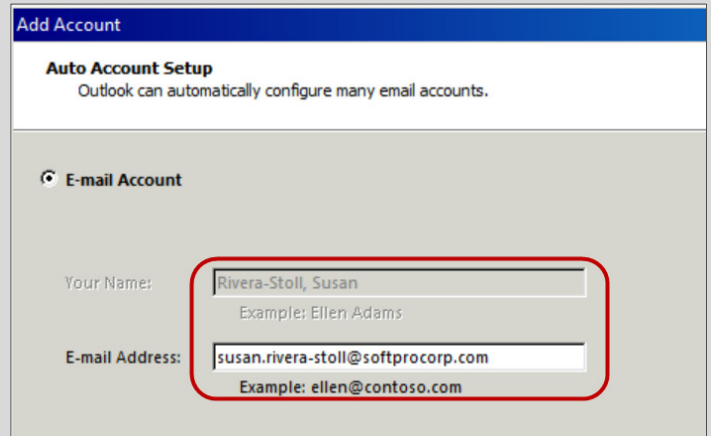 Add Account
Auto Account Setup
Outlook can automatically configure many email accounts.
E-mail Account
Your Name: Rivera-Stoll, Susan
Example: Ellen Adams
E-mail Address: susan.rivera-stoll@softprocorp.com
Example: ellen@contoso.com